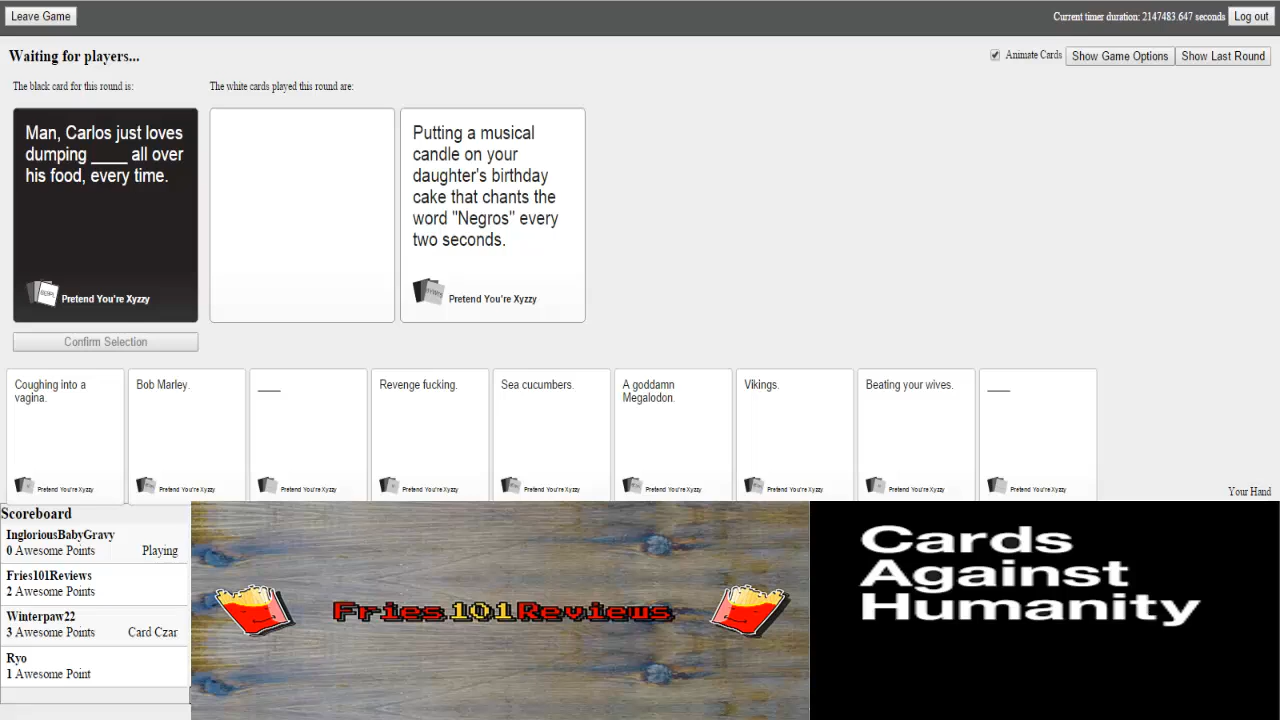 Leave Game
Current timer duration: 2147483.647 seconds
Log out
Waiting for players...
Animate Cards
Show Game Options
Show Last Round
The black card for this round is:
The white cards played this round are:
Man, Carlos just loves
dumping ____ all over
his food, every time.
Pretend You're Xyzzy
Putting a musical
candle on your
daughter's birthday
cake that chants the
word "Negros" every
two seconds.
Pretend You're Xyzzy
Confirm Selection
Coughing into a
vagina.
Pretend You're Xyzzy
Bob Marley.
Pretend You're Xyzzy
____
Pretend You're Xyzzy
Revenge fucking.
Pretend You're Xyzzy
Sea cucumbers.
Pretend You're Xyzzy
A goddamn
Megalodon.
Pretend You're Xyzzy
Vikings.
Pretend You're Xyzzy
Beating your wives.
Pretend You're Xyzzy
____
Pretend You're Xyzzy
Your Hand
Scoreboard
IngloriousBabyGravy
0 Awesome Points Playing
Fries101Reviews
2 Awesome Points
Winterpaw22
3 Awesome Points Card Czar
Ryo
1 Awesome Point
Fries101Reviews
Cards
Against
Humanity